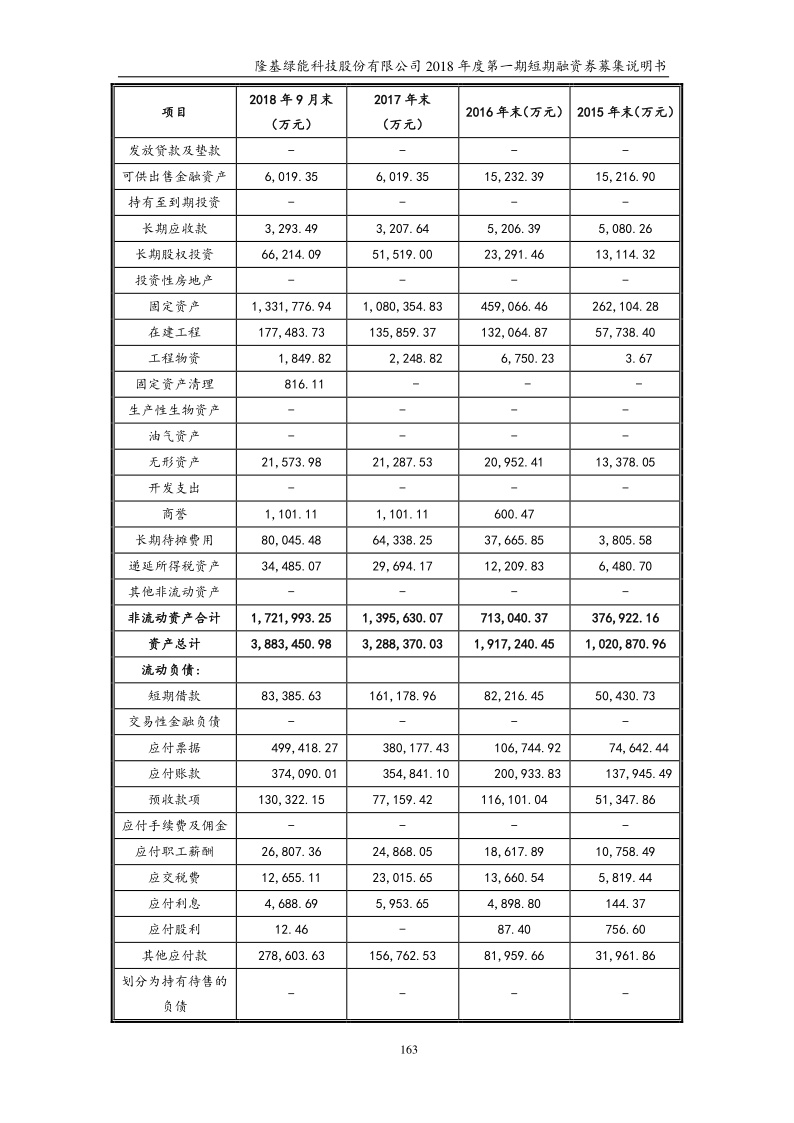 隆基绿能科技股份有限公司 2018 年度第一期短期融资券募集说明书
项目 2018 年 9 月末（万元） 2017 年末（万元） 2016 年末（万元） 2015 年末（万元）
发放贷款及垫款 - - - -
可供出售金融资产 6,019.35 6,019.35 15,232.39 15,216.90
持有至到期投资 - - - -
长期应收款 3,293.49 3,207.64 5,206.39 5,080.26
长期股权投资 66,214.09 51,519.00 23,291.46 13,114.32
投资性房地产 - - - -
固定资产 1,331,776.94 1,080,354.83 459,066.46 262,104.28
在建工程 177,483.73 135,859.37 132,064.87 57,738.40
工程物资 1,849.82 2,248.82 6,750.23 3.67
固定资产清理 816.11 - - -
生产性生物资产 - - - -
油气资产 - - - -
无形资产 21,573.98 21,287.53 20,952.41 13,378.05
开发支出 - - - -
商誉 1,101.11 1,101.11 600.47
长期待摊费用 80,045.48 64,338.25 37,665.85 3,805.58
递延所得税资产 34,485.07 29,694.17 12,209.83 6,480.70
其他非流动资产 - - - -
非流动资产合计 1,721,993.25 1,395,630.07 713,040.37 376,922.16
资产总计 3,883,450.98 3,288,370.03 1,917,240.45 1,020,870.96
流动负债：
短期借款 83,385.63 161,178.96 82,216.45 50,430.73
交易性金融负债 - - - -
应付票据 499,418.27 380,177.43 106,744.92 74,642.44
应付账款 374,090.01 354,841.10 200,933.83 137,945.49
预收款项 130,322.15 77,159.42 116,101.04 51,347.86
应付手续费及佣金 - - - -
应付职工薪酬 26,807.36 24,868.05 18,617.89 10,758.49
应交税费 12,655.11 23,015.65 13,660.54 5,819.44
应付利息 4,688.69 5,953.65 4,898.80 144.37
应付股利 12.46 - 87.40 756.60
其他应付款 278,603.63 156,762.53 81,959.66 31,961.86
划分为持有待售的
负债 - - - -
163